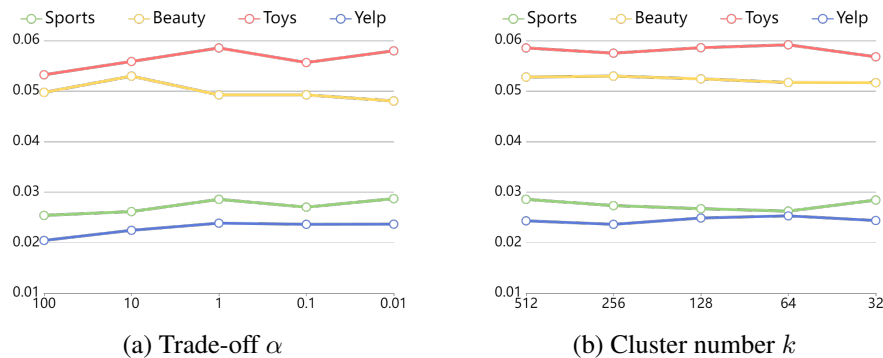 Sports Beauty Toys Yelp
0.06
0.05
0.04
0.03
0.02
0.01
100 10 1 0.1 0.01
(a) Trade-off α
Sports Beauty Toys Yelp
0.06
0.05
0.04
0.03
0.02
0.01
512 256 128 64 32
(b) Cluster number k